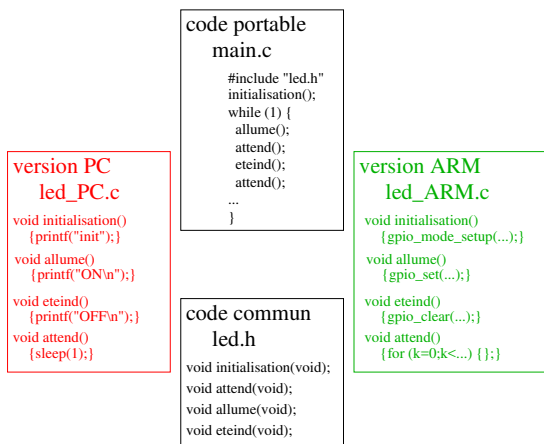 code portable
main.c
#include "led.h"
initialisation();
while (1) {
allume();
attend();
eteind();
attend();
...
}
version PC
led_PC.c
void initialisation()
{printf("init");}
void allume()
{printf("ON\n");}
void eteind()
{printf("OFF\n");}
void attend()
{sleep(1);}
version ARM
led_ARM.c
void initialisation()
{gpio_mode_setup(...);}
void allume()
{gpio_set(...);}
void eteind()
{gpio_clear(...);}
void attend()
{for (k=0;k<...) {};}
code commun
led.h
void initialisation(void);
void attend(void);
void allume(void);
void eteind(void);